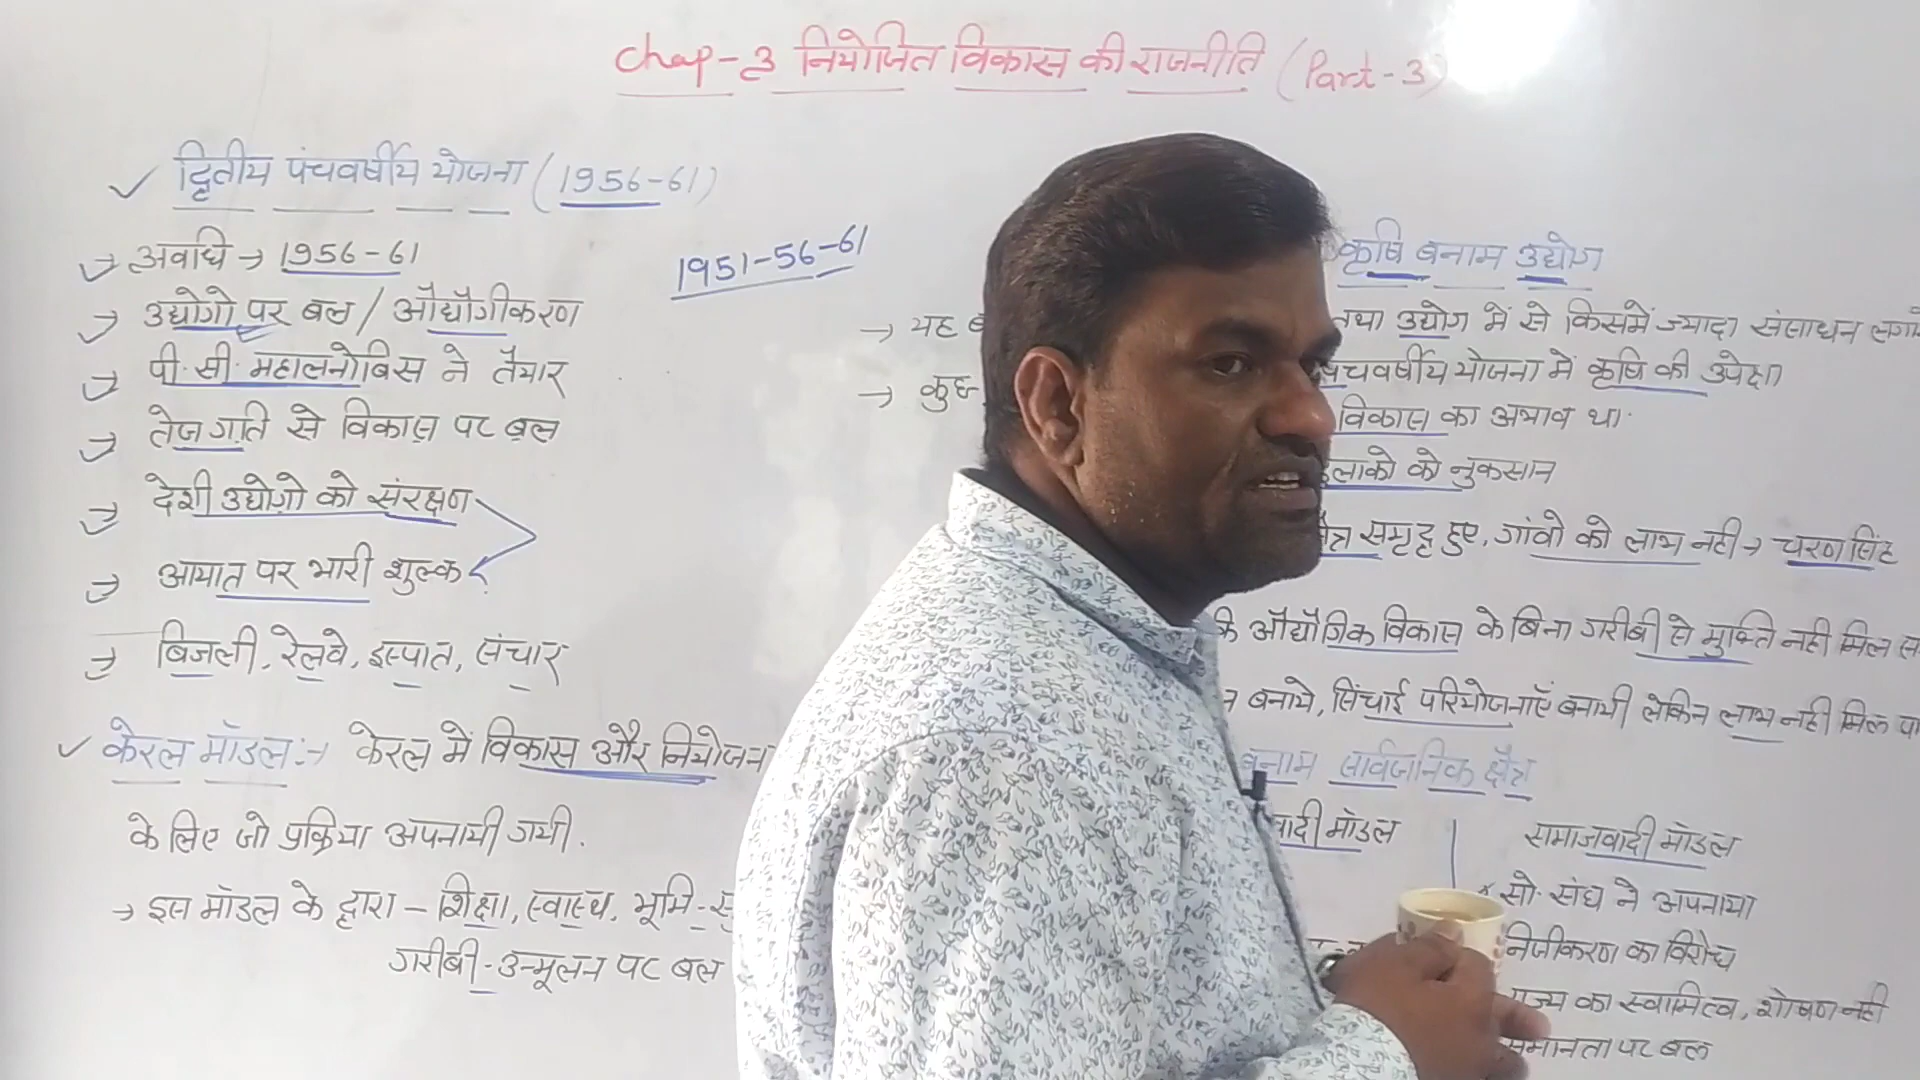 Chap-3 नियोजित विकास की राजनीति (Part-3)
द्वितीय पंचवर्षीय योजना (1956-61)
→ अवधि → 1956-61
1951-56-61
→ उद्योगो पर बल / औद्यौगीकरण
→ पी.सी. महालनोबिस ने तैयार
→ तेज गति से विकास पर बल
→ देशी उद्योगो को संरक्षण
→ आयात पर भारी शुल्क
→ बिजली, रेलवे, इस्पात, संचार
केरल मॉडल :→ केरल में विकास और नियोजन
के लिए जो प्रक्रिया अपनायी गयी.
→ इस मॉडल के द्वारा - शिक्षा, स्वास्थ, भूमि-
गरीबी-उन्मूलन पर बल
कृषि बनाम उद्योग
→ यह
तथा उद्योग में से किसमें ज्यादा संसाधन
→ कुछ
पंचवर्षीय योजना में कृषि की उपेक्षा
विकास का अभाव था.
इलाको को नुकसान
समृद्ध हुए, गांवो को लाभ नही → चरण सिंह
औद्यौगिक विकास के बिना गरीबी से मुक्ति नही मिल
बनाये, सिंचाई परियोजनाएँ बनायी लेकिन लाभ नही मिल
बनाम सार्वजनिक क्षेत्र
वादी मॉडल
समाजवादी मॉडल
सो. संघ ने अपनाया
निजीकरण का विरोध
राज्य का स्वामित्व, शोषण नही
समानता पर बल